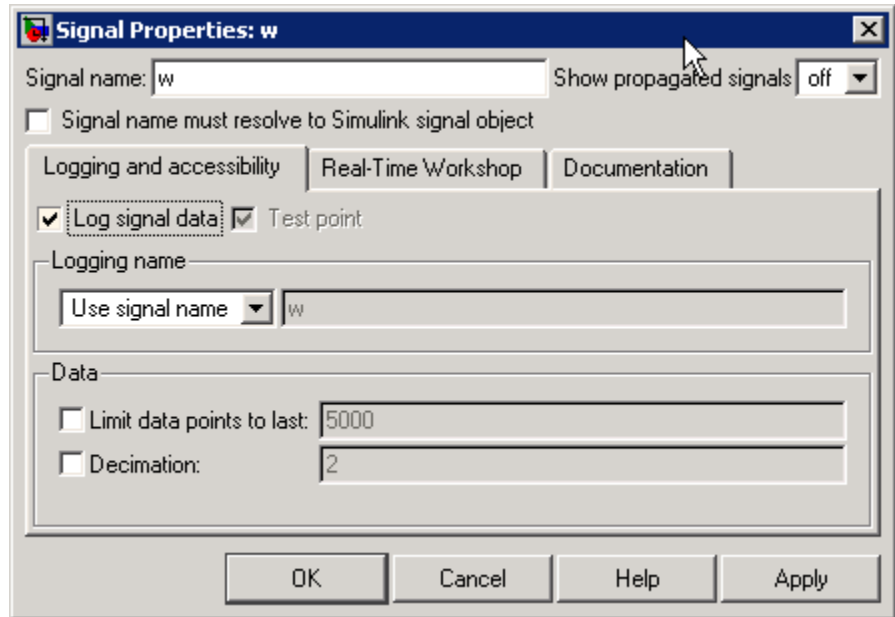 Signal Properties: w
Signal name: w Show propagated signals off
Signal name must resolve to Simulink signal object
Logging and accessibility Real-Time Workshop Documentation
Log signal data Test point
Logging name
Use signal name w
Data
Limit data points to last: 5000
Decimation: 2
OK Cancel Help Apply